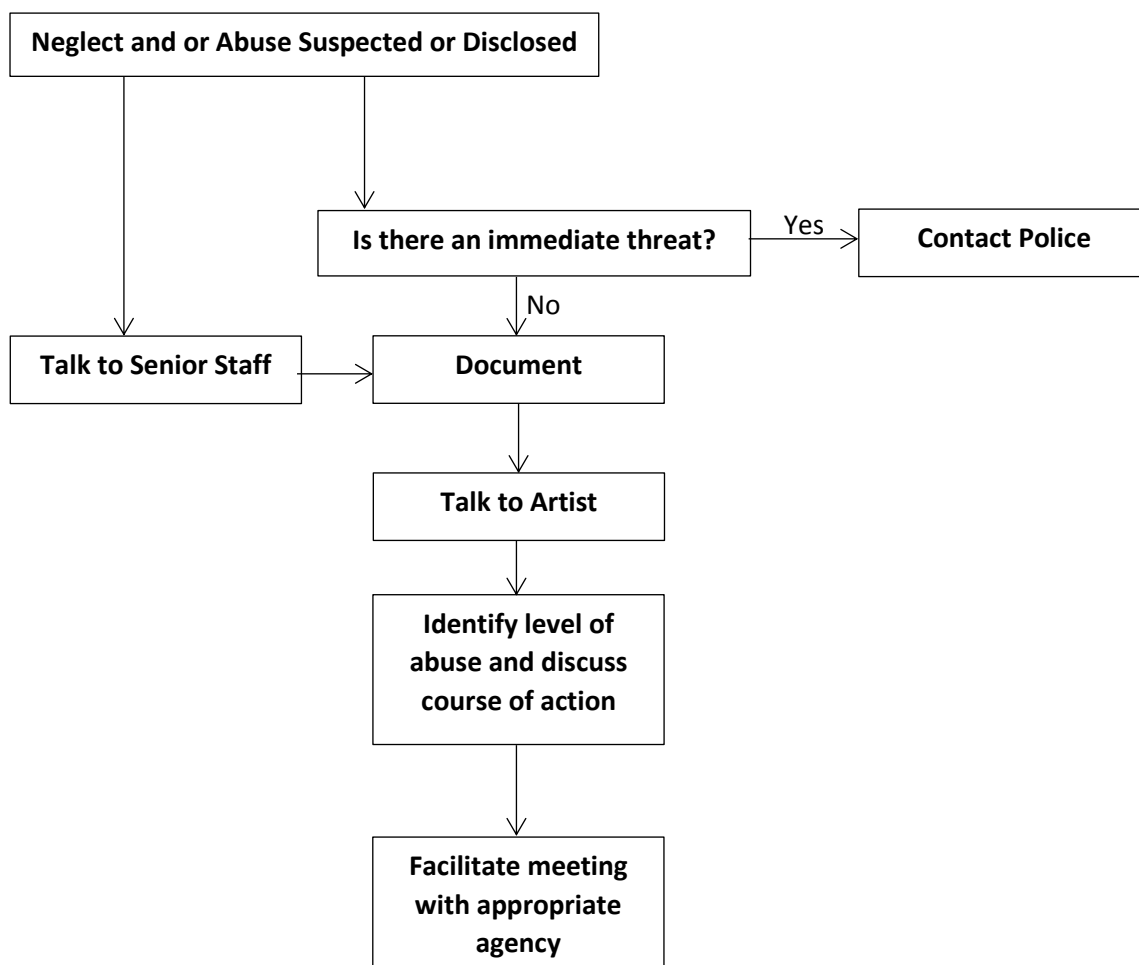 Neglect and or Abuse Suspected or Disclosed
Is there an immediate threat?
Yes
Contact Police
No
Talk to Senior Staff
Document
Talk to Artist
Identify level of
abuse and discuss
course of action
Facilitate meeting
with appropriate
agency